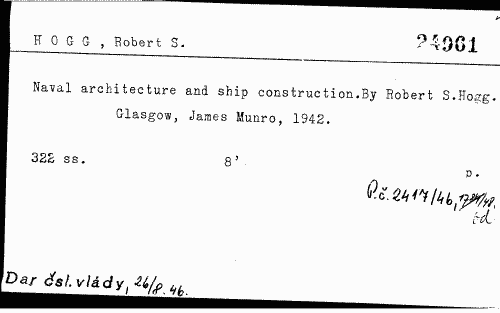 H O G G , Robert S.
24961
Naval architecture and ship construction.By Robert S.Hogg.
Glasgow, James Munro, 1942.
322 ss. 8'
p.
P.č.2417/46,
Dar čsl.vlády, 26/8.46.